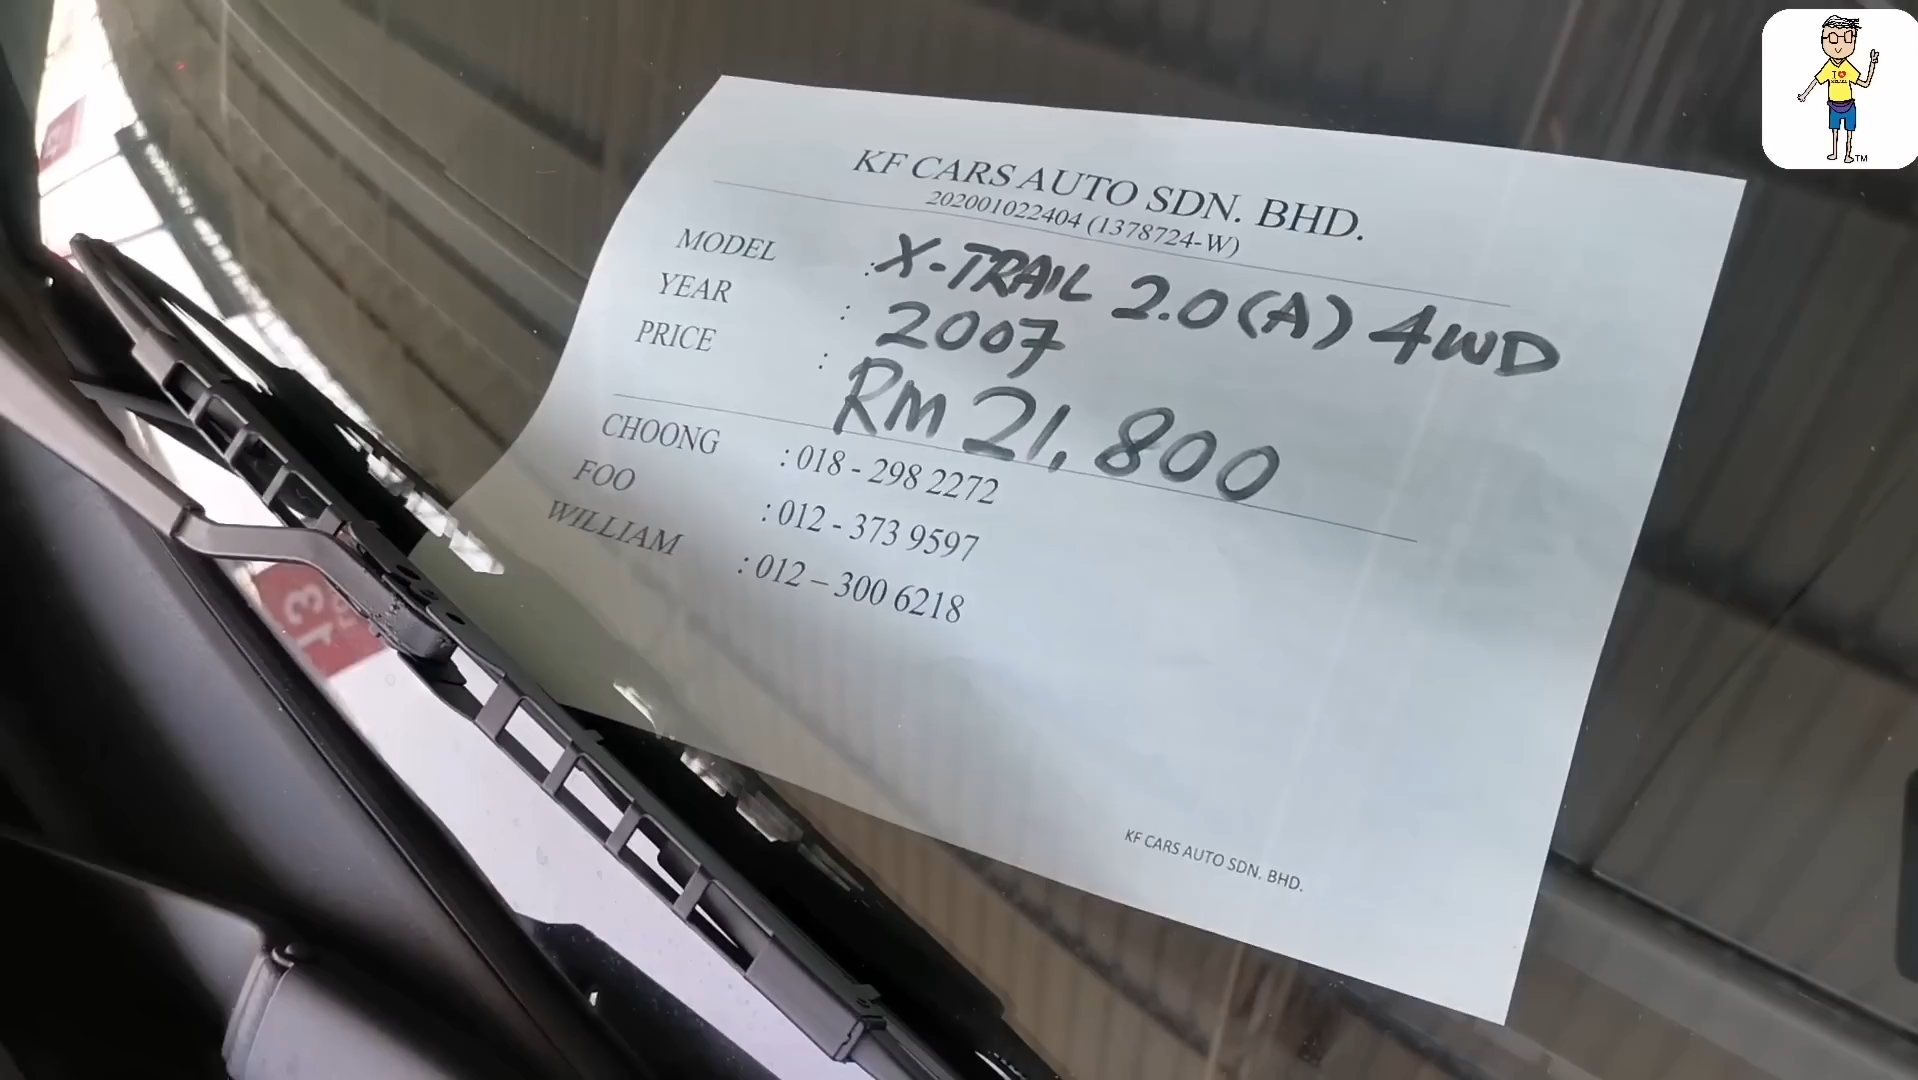 KF CARS AUTO SDN. BHD.
202001022404 (1378724-W)
MODEL : X-TRAIL 2.0 (A) 4WD
YEAR : 2007
PRICE : RM 21,800
CHOONG : 018 - 298 2272
FOO : 012 - 373 9597
WILLIAM : 012 – 300 6218
KF CARS AUTO SDN. BHD.
TM